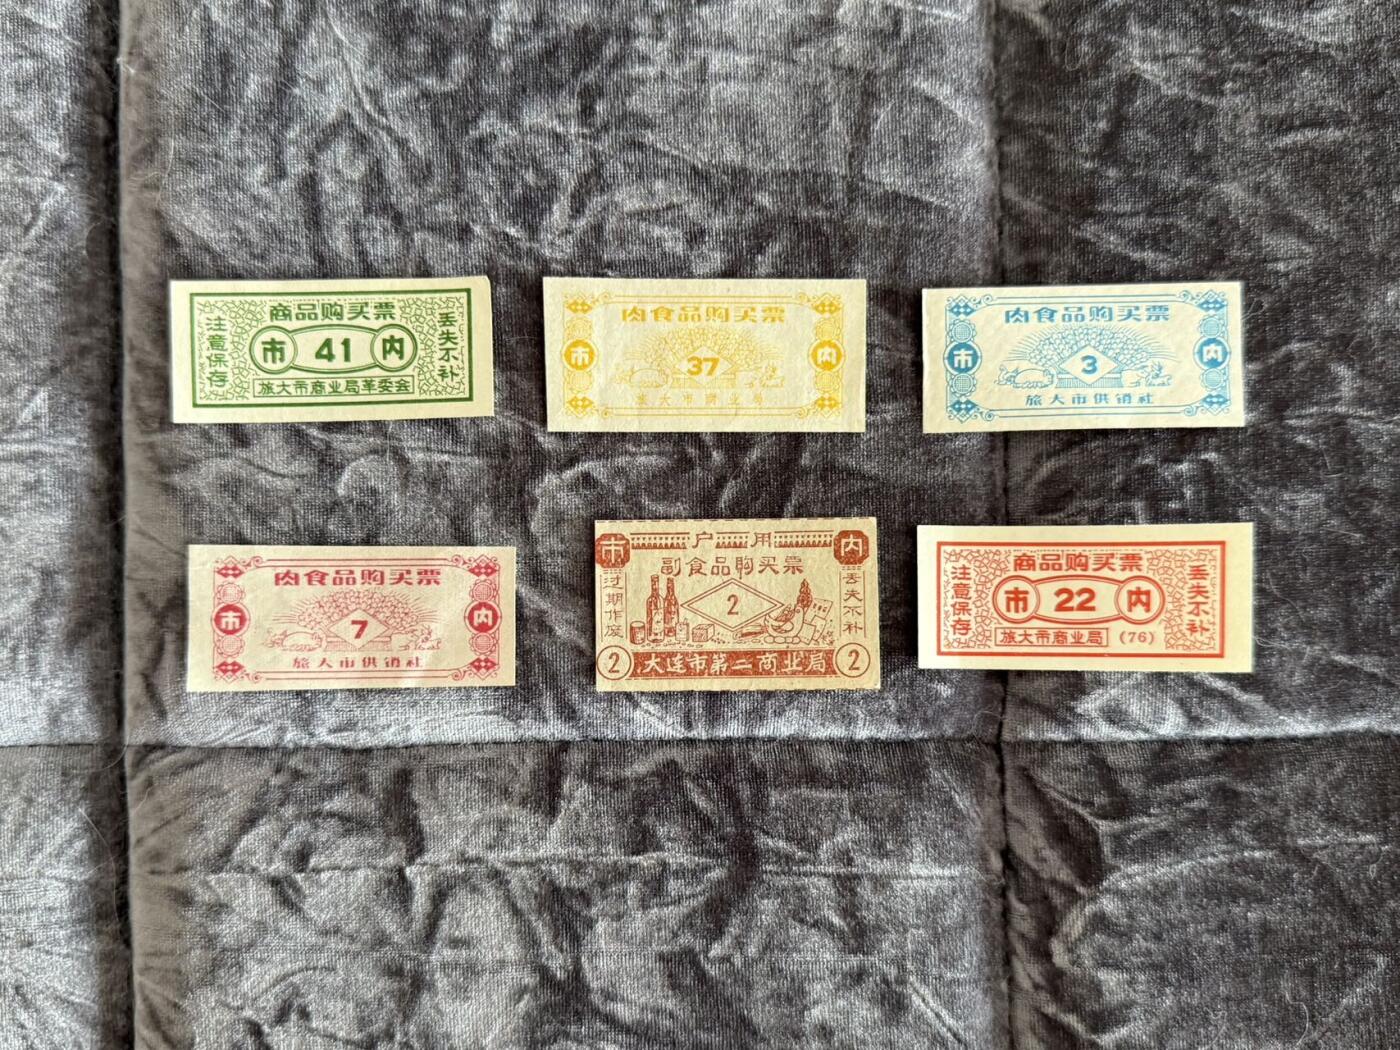 商品购买票
注意保存
市 41 内
丢失不补
旅大市商业局革委会
肉食品购买票
市 37 内
旅大市商业局
肉食品购买票
市 3 内
旅大市供销社
肉食品购买票
市 7 内
旅大市供销社
市 户用 内
副食品购买票
过期作废
2
丢失不补
2 大连市第二商业局 2
商品购买票
注意保存
市 22 内
丢失不补
旅大市商业局 (76)